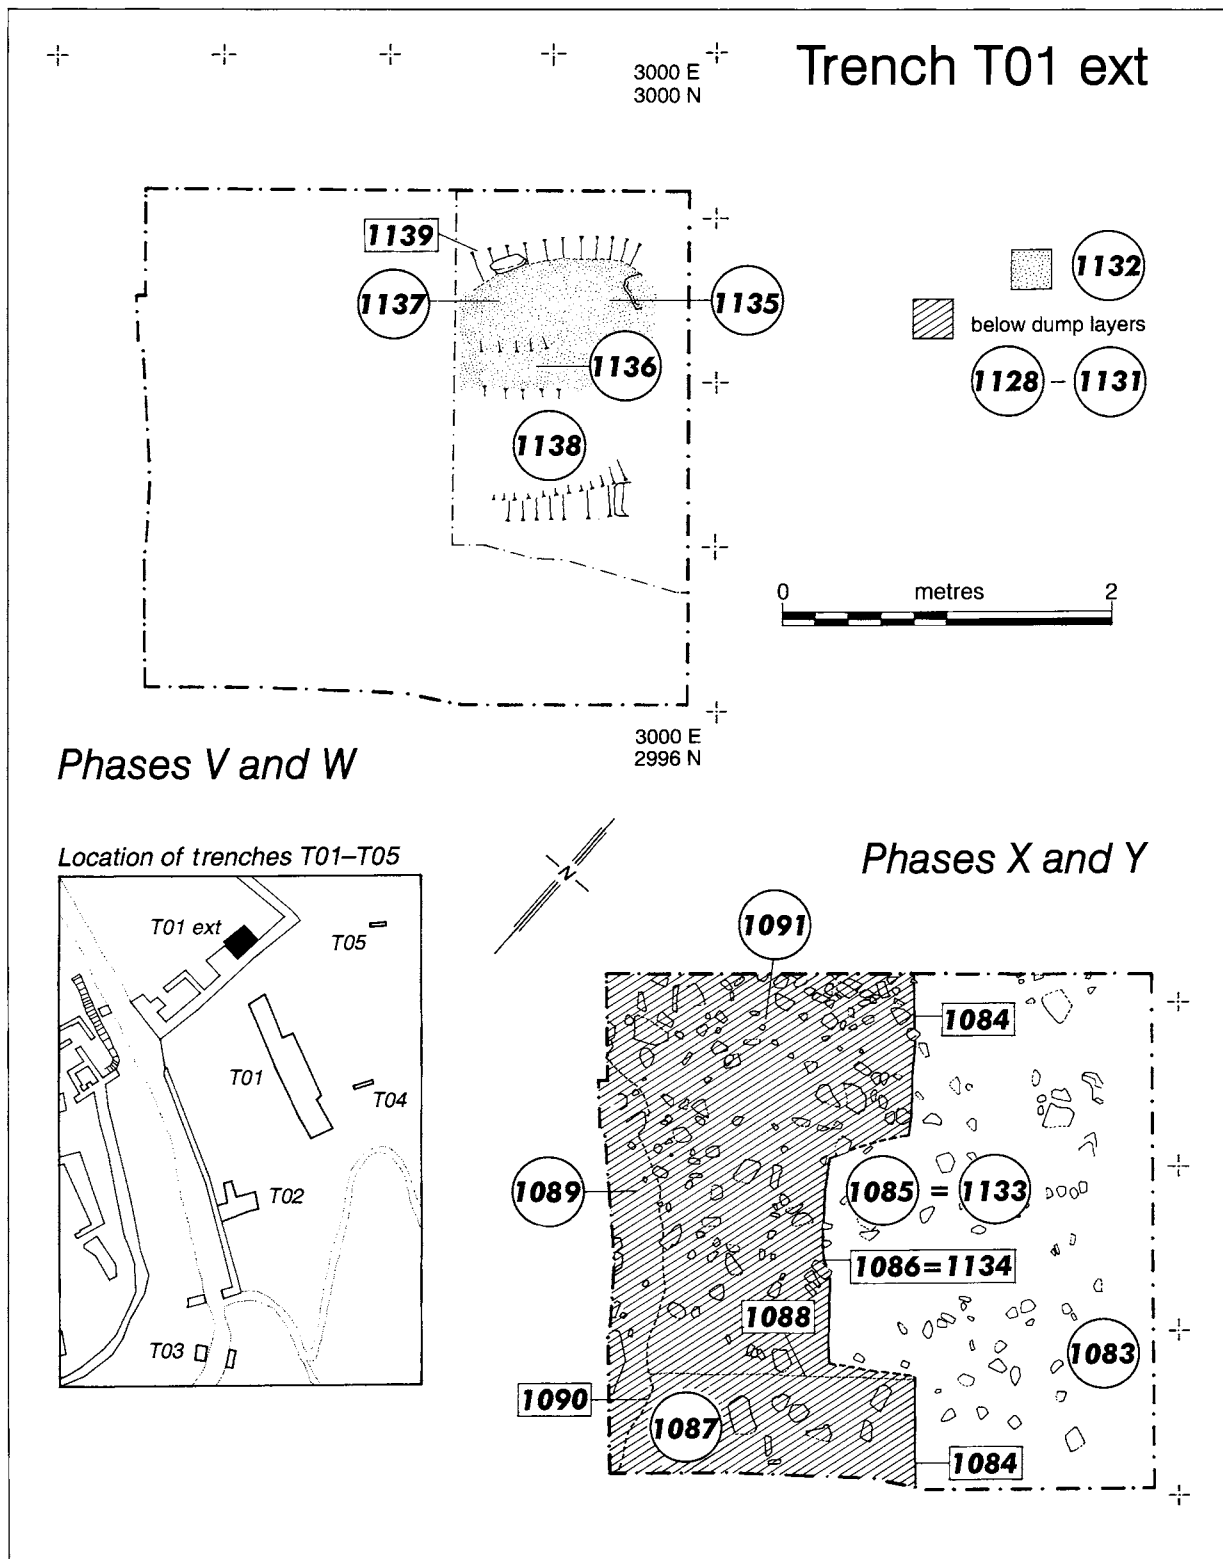 Trench T01 ext
3000 E
3000 N
1139
1137
1135
1136
1138
1132
below dump layers
1128 – 1131
0 metres 2
3000 E
2996 N
Phases V and W
Location of trenches T01–T05
T01 ext
T05
T01
T04
T02
T03
N
Phases X and Y
1091
1084
1089
1085 = 1133
1086=1134
1088
1083
1090
1087
1084